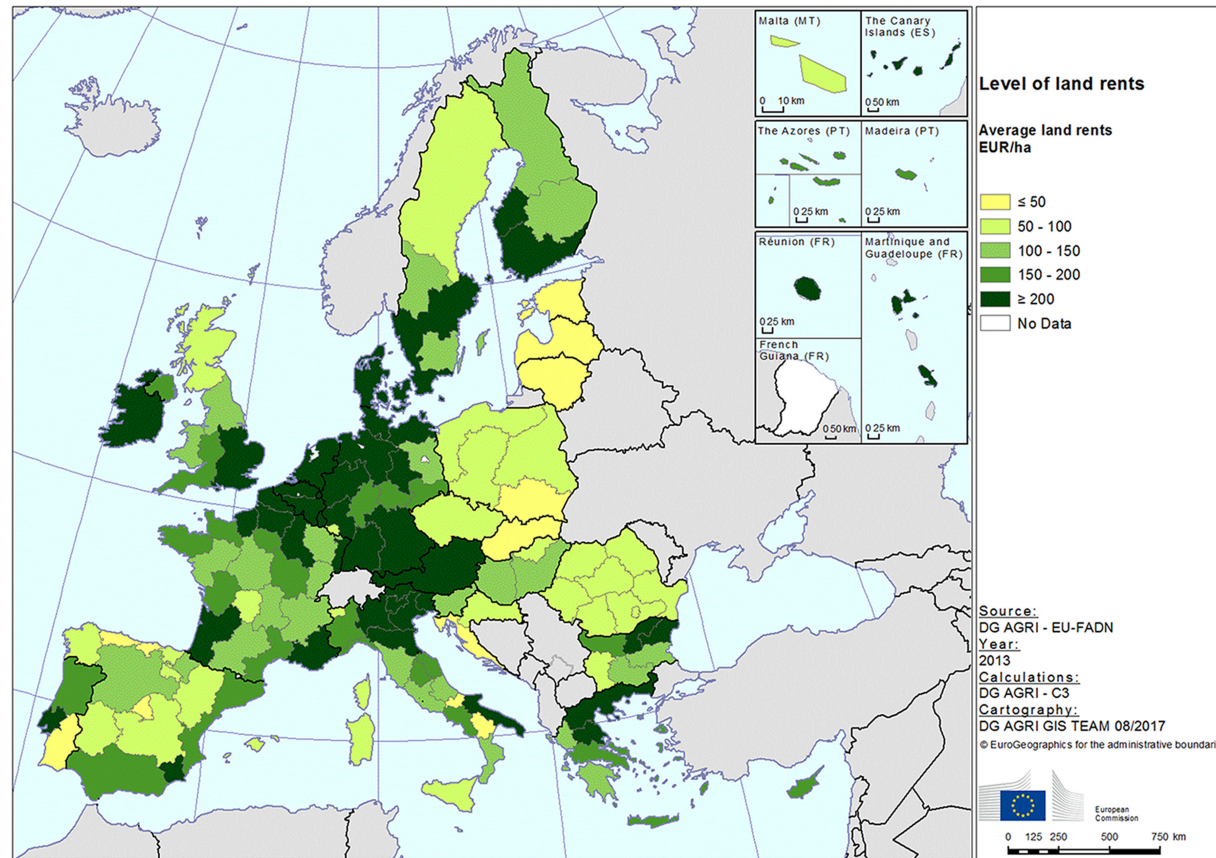 Malta (MT)
0 10 km
The Canary
Islands (ES)
0 50 km
The Azores (PT)
0 25 km
Madeira (PT)
0 25 km
Réunion (FR)
0 25 km
Martinique and
Guadeloupe (FR)
0 25 km
French
Guiana (FR)
0 50 km
Level of land rents
Average land rents
EUR/ha
≤ 50
50 - 100
100 - 150
150 - 200
≥ 200
No Data
Source:
DG AGRI - EU-FADN
Year:
2013
Calculations:
DG AGRI - C3
Cartography:
DG AGRI GIS TEAM 08/2017
© EuroGeographics for the administrative boundari
European
Commission
0 125 250 500 750 km